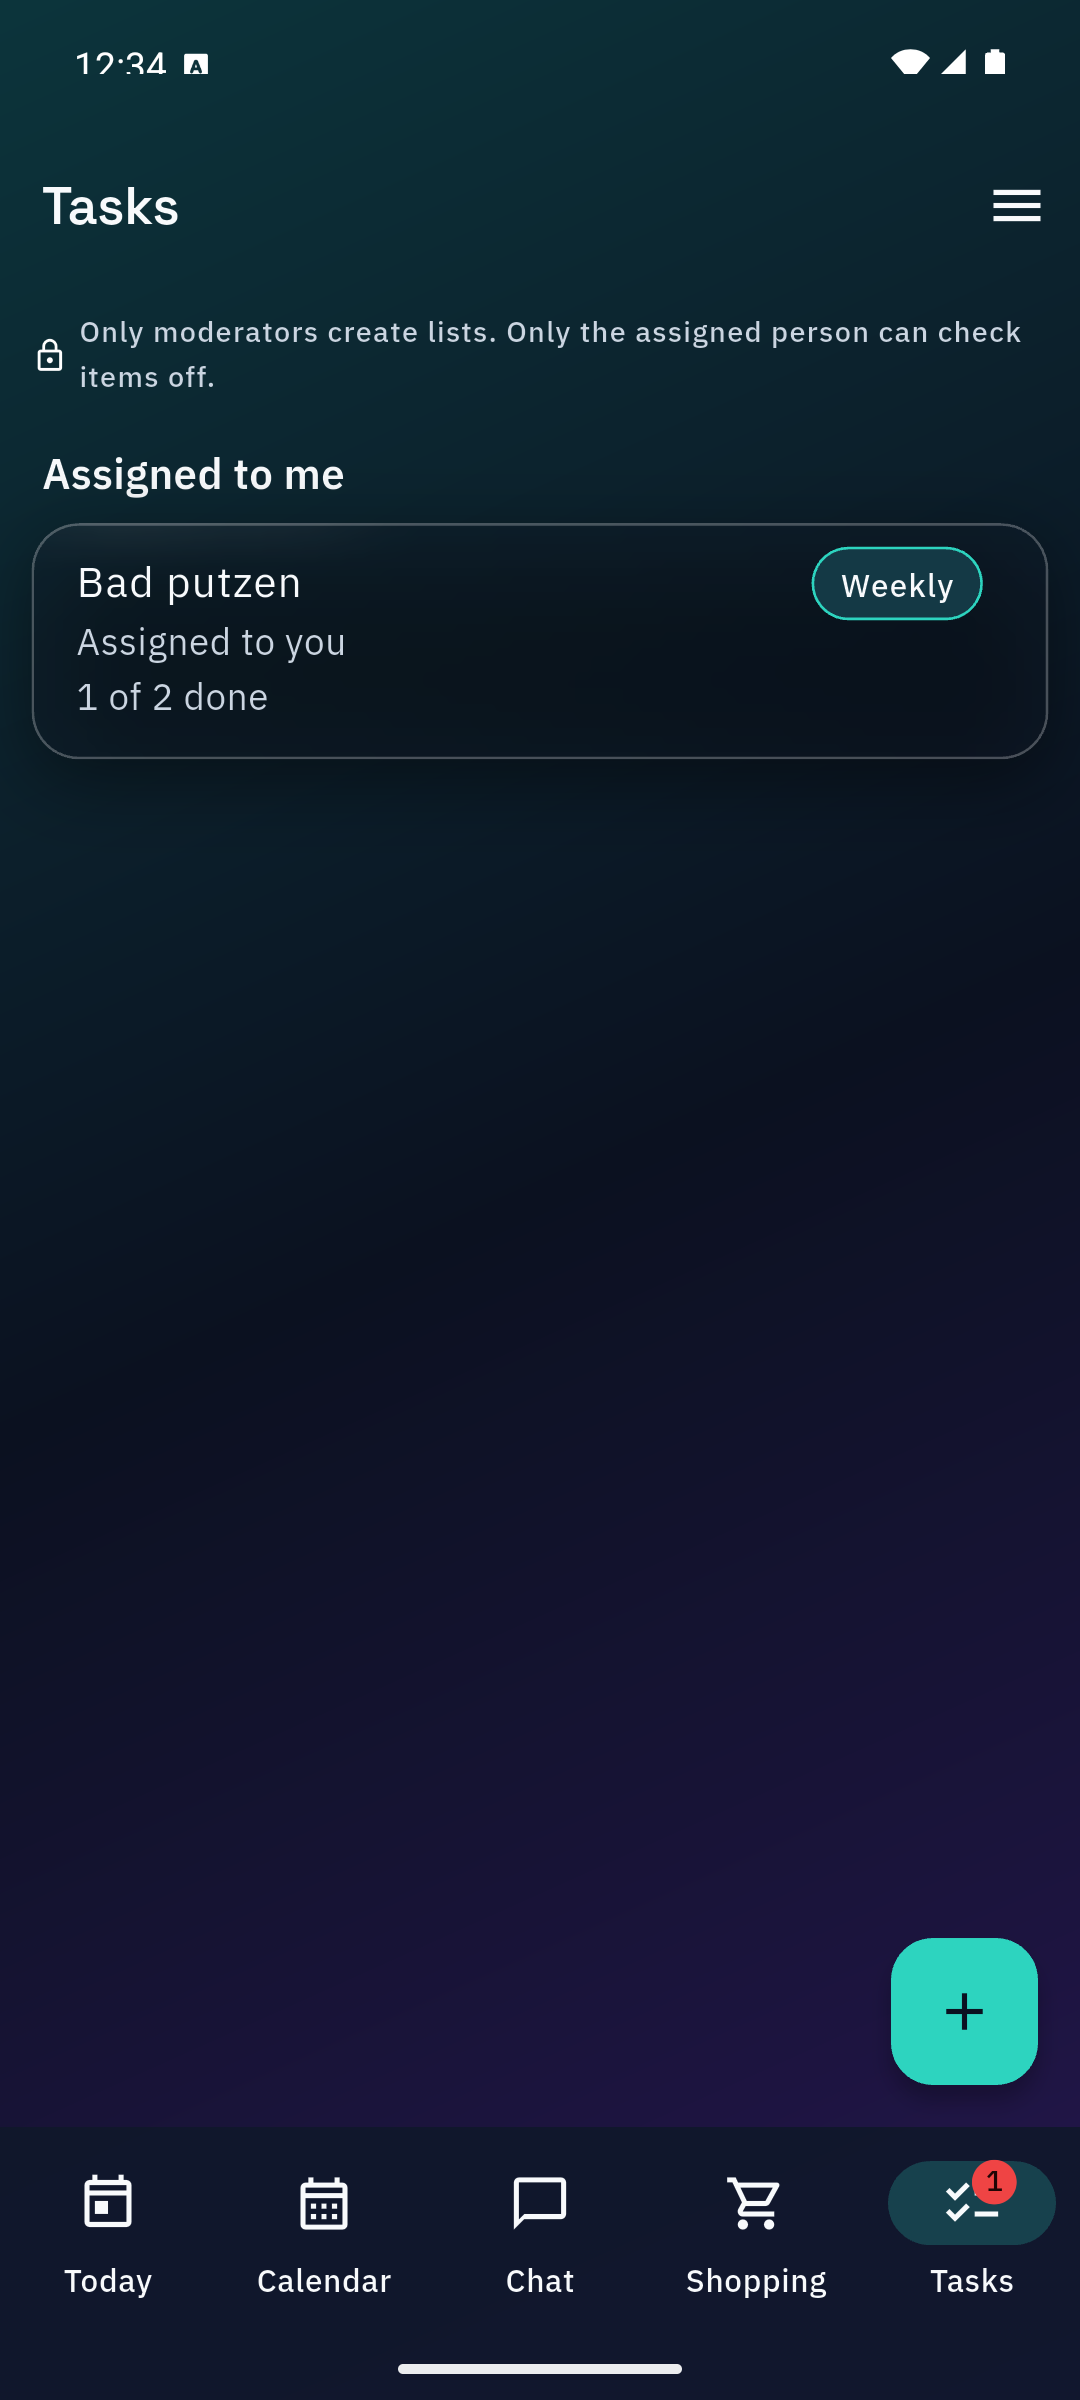 12:34 A
Tasks
Only moderators create lists. Only the assigned person can check
items off.
Assigned to me
Bad putzen
Weekly
Assigned to you
1 of 2 done
1
Today
Calendar
Chat
Shopping
Tasks